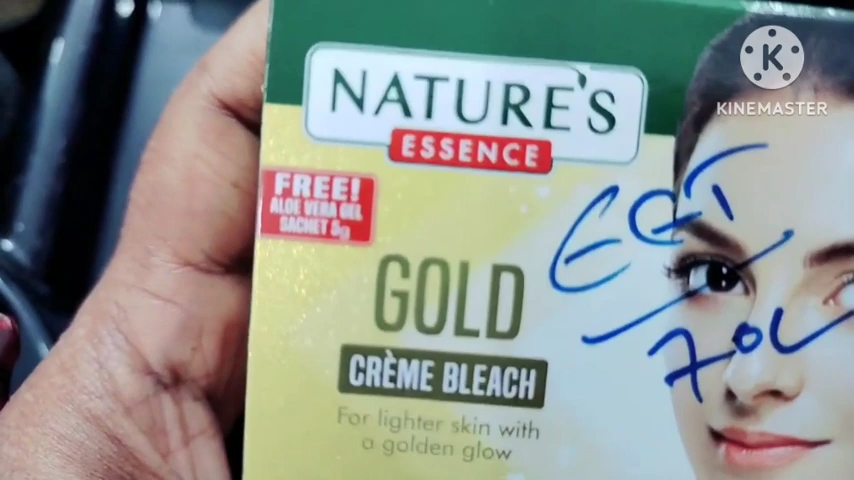 NATURE'S
ESSENCE
FREE!
ALOE VERA GEL
SACHET 5g
GOLD
CRÈME BLEACH
For lighter skin with
a golden glow
KINEMASTER